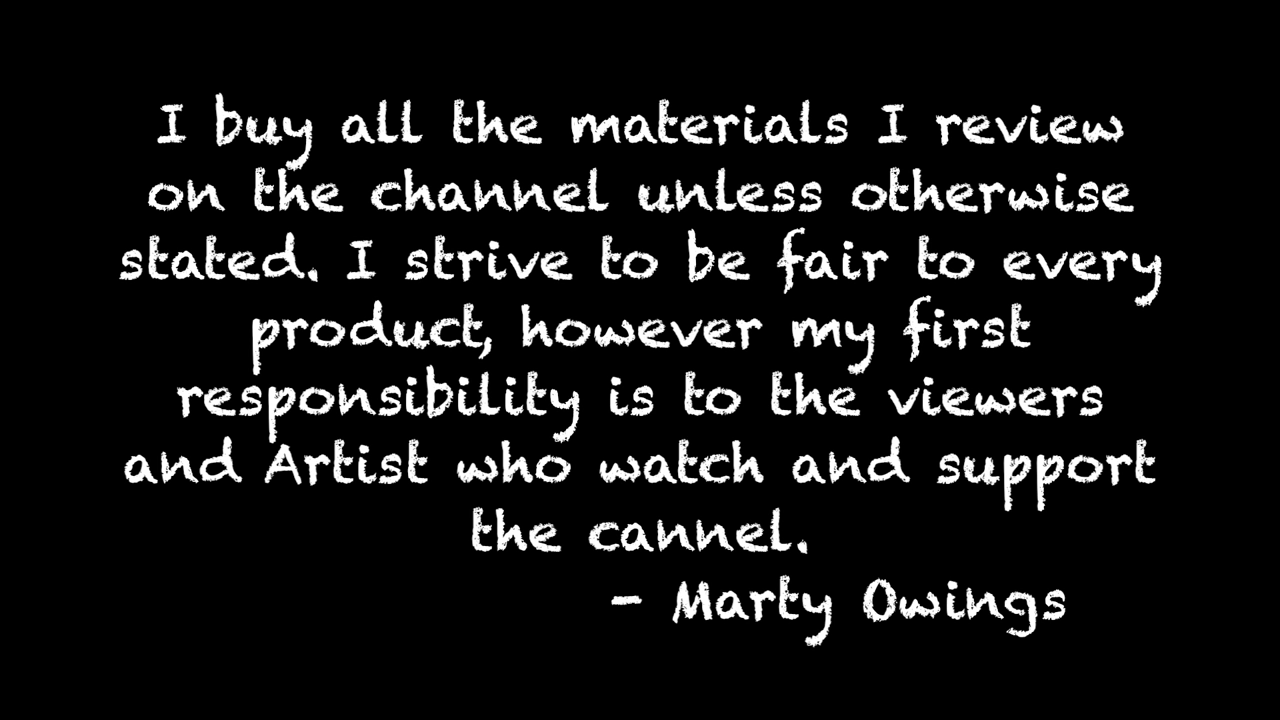 I buy all the materials I review
on the channel unless otherwise
stated. I strive to be fair to every
product, however my first
responsibility is to the viewers
and Artist who watch and support
the cannel.
- Marty Owings